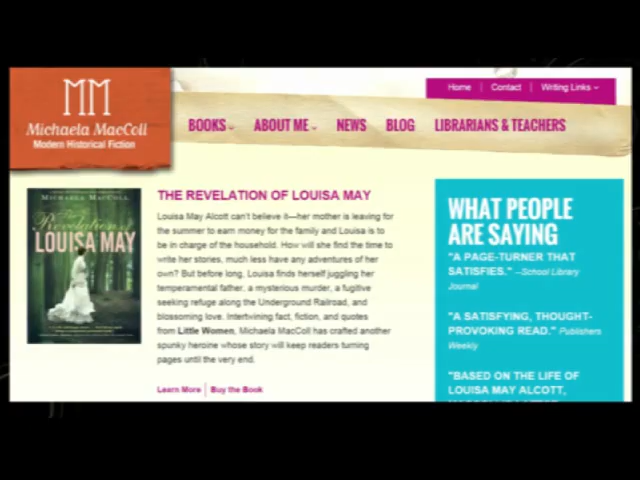 MM
Michaela MacColl
Modern Historical Fiction
Home | Contact | Writing Links
BOOKS ABOUT ME NEWS BLOG LIBRARIANS & TEACHERS
MICHAELA MACCOLL
The
Revelation of
LOUISA MAY
THE REVELATION OF LOUISA MAY
Louisa May Alcott can't believe it—her mother is leaving for
the summer to earn money for the family and Louisa is to
be in charge of the household. How will she find the time to
write her stories, much less have any adventures of her
own? But before long, Louisa finds herself juggling her
temperamental father, a mysterious murder, a fugitive
seeking refuge along the Underground Railroad, and
blossoming love. Intertwining fact, fiction, and quotes
from Little Women, Michaela MacColl has crafted another
spunky heroine whose story will keep readers turning
pages until the very end.
Learn More | Buy the Book
WHAT PEOPLE
ARE SAYING
"A PAGE-TURNER THAT
SATISFIES." --School Library
Journal
"A SATISFYING, THOUGHT-
PROVOKING READ." Publishers
Weekly
"BASED ON THE LIFE OF
LOUISA MAY ALCOTT,